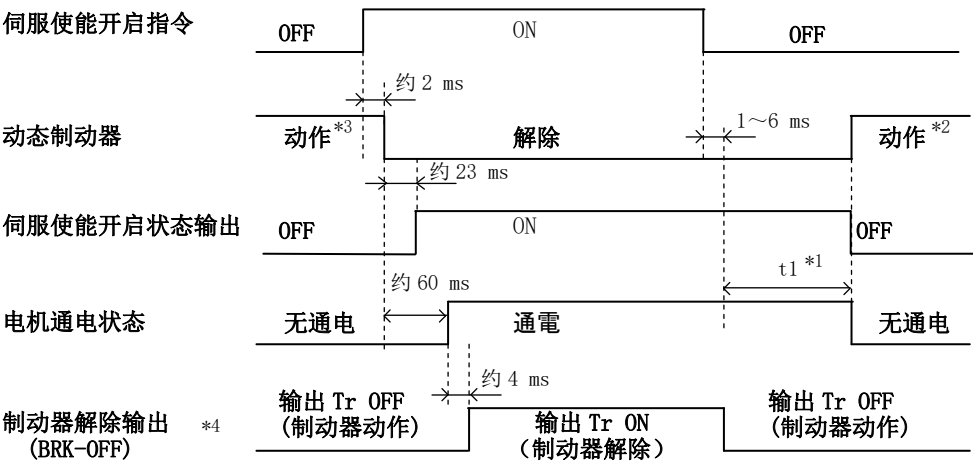 伺服使能开启指令
OFF
ON
OFF
约 2 ms
动态制动器
动作 *3
解除
1～6 ms
动作 *2
约 23 ms
伺服使能开启状态输出
OFF
ON
OFF
t1 *1
约 60 ms
电机通电状态
无通电
通電
无通电
约 4 ms
制动器解除输出
(BRK-OFF)
*4
输出 Tr OFF
(制动器动作)
输出 Tr ON
（制动器解除）
输出 Tr OFF
(制动器动作)